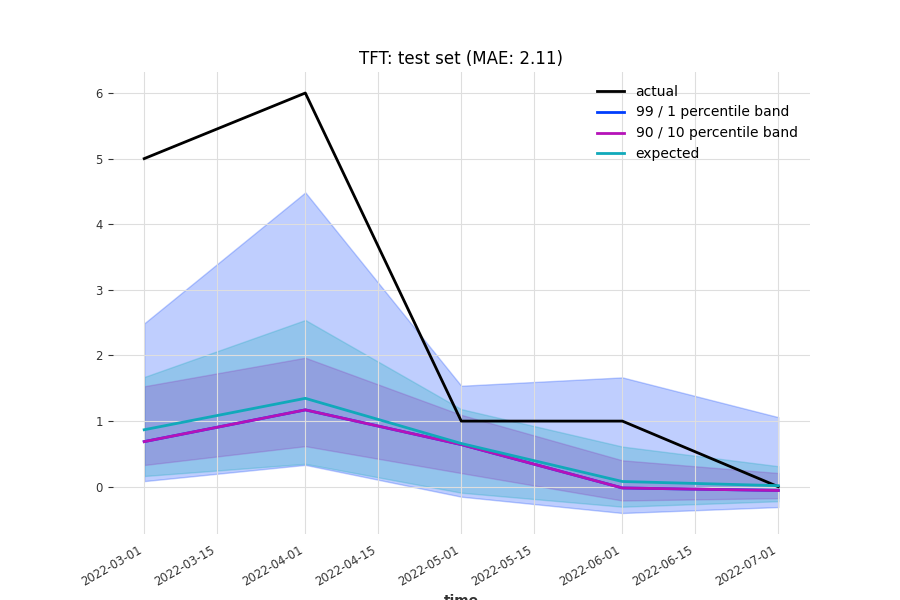 TFT: test set (MAE: 2.11)
actual
99 / 1 percentile band
90 / 10 percentile band
expected
6
5
4
3
2
1
0
2022-03-01
2022-03-15
2022-04-01
2022-04-15
2022-05-01
2022-05-15
2022-06-01
2022-06-15
2022-07-01
time